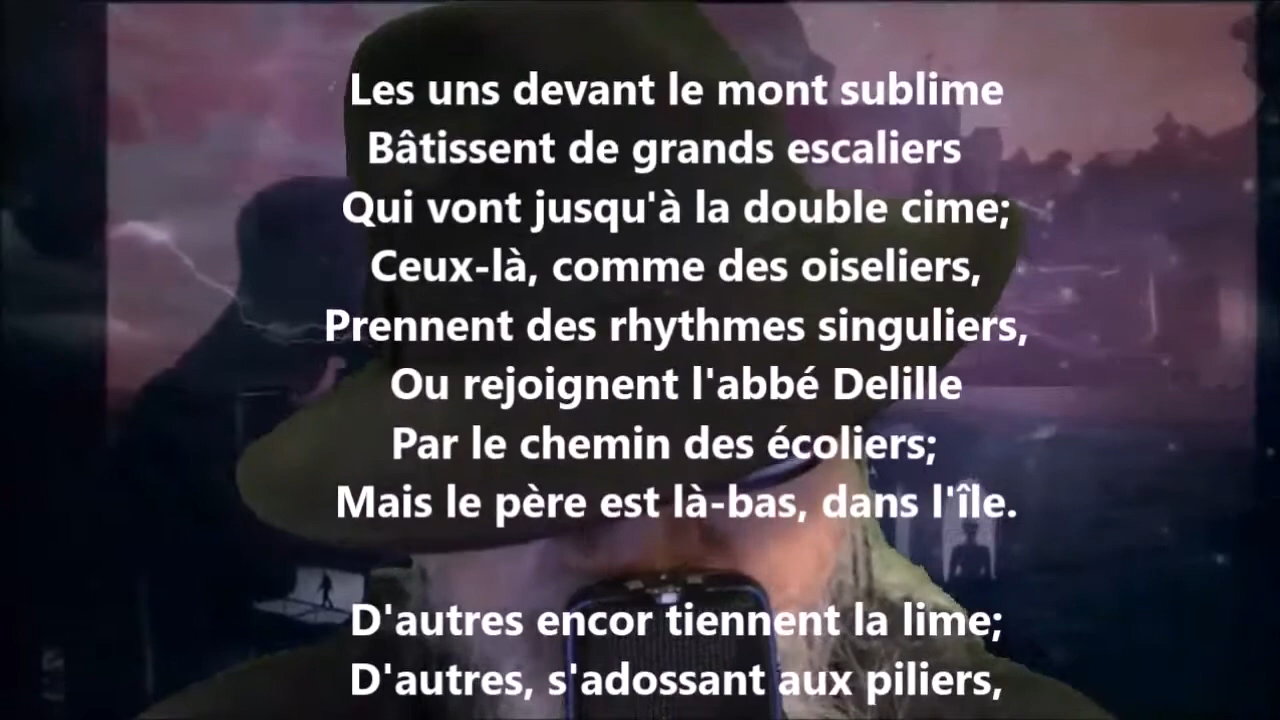 Les uns devant le mont sublime
Bâtissent de grands escaliers
Qui vont jusqu'à la double cime;
Ceux-là, comme des oiseliers,
Prennent des rhythmes singuliers,
Ou rejoignent l'abbé Delille
Par le chemin des écoliers;
Mais le père est là-bas, dans l'île.
D'autres encor tiennent la lime;
D'autres, s'adossant aux piliers,